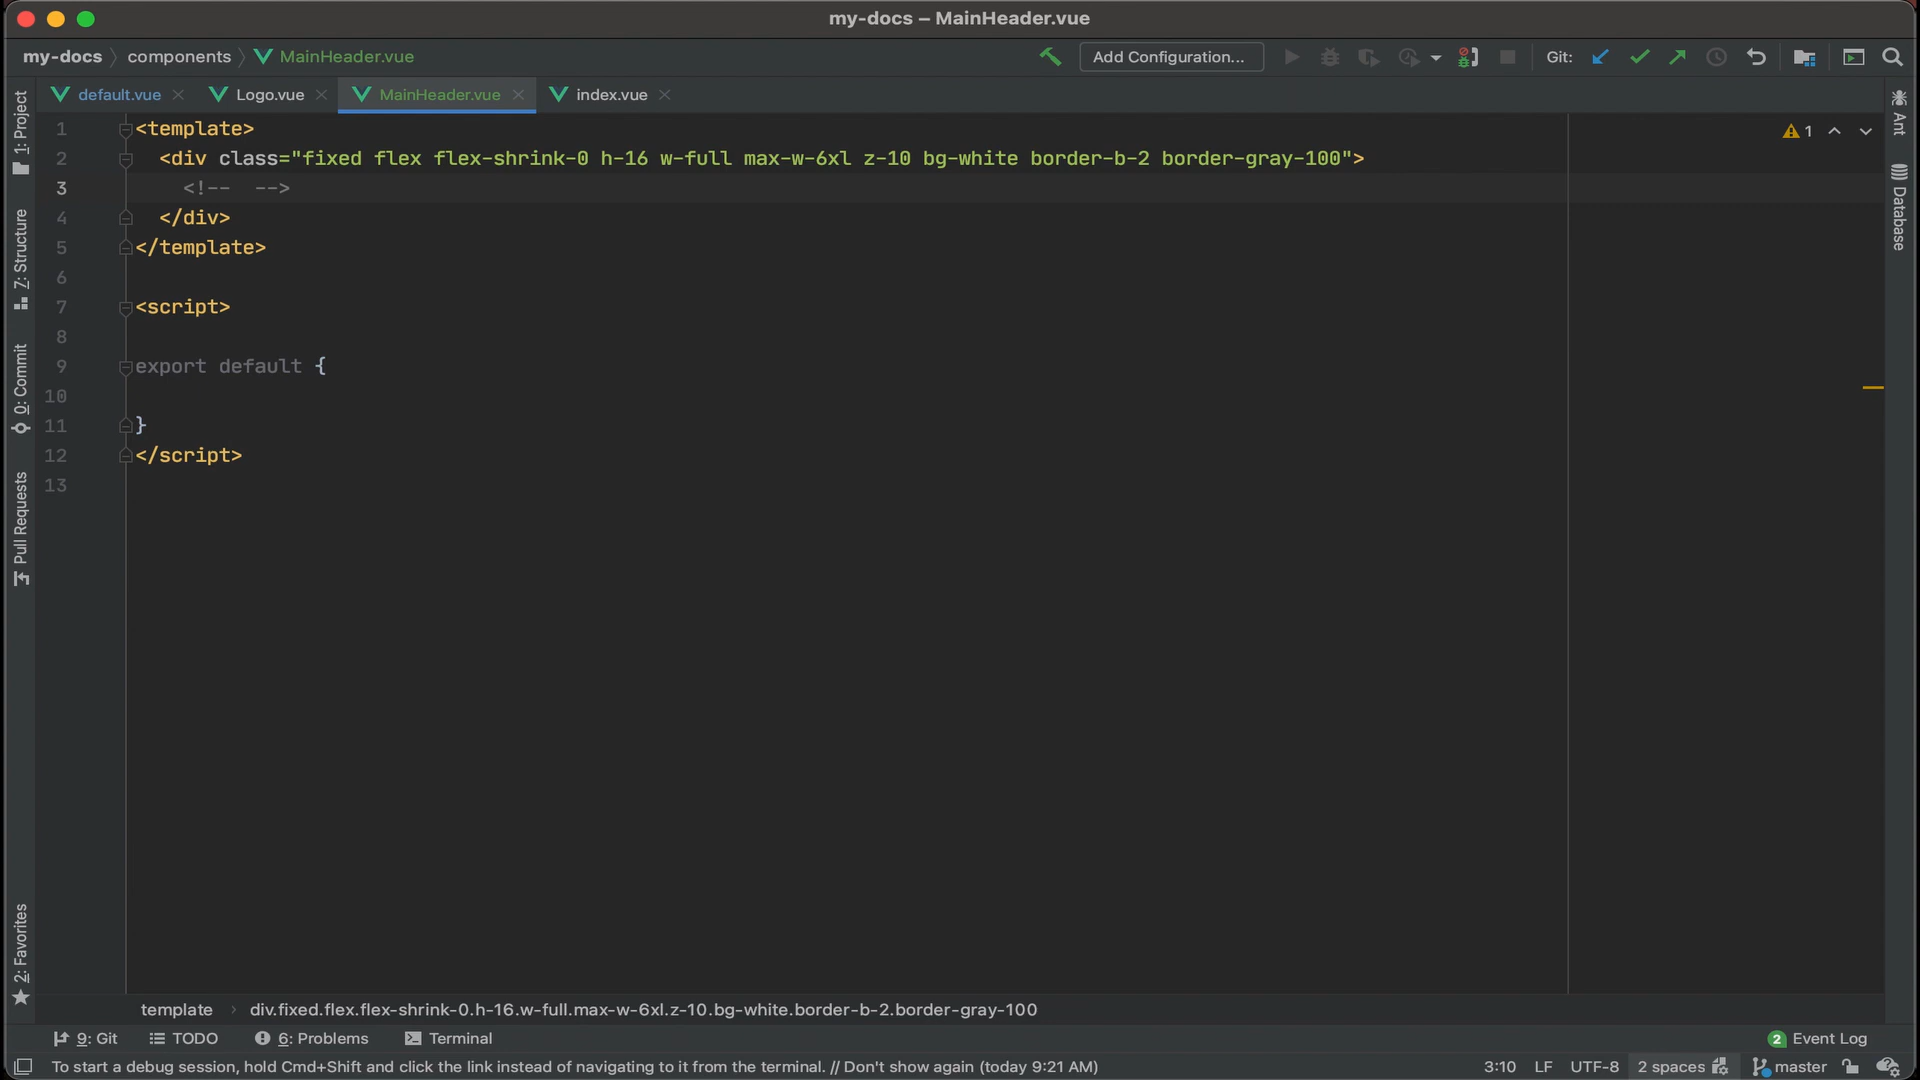 my-docs – MainHeader.vue
my-docs components MainHeader.vue Add Configuration... Git:
default.vue Logo.vue MainHeader.vue index.vue
1: Project
Z: Structure
0: Commit
Pull Requests
2: Favorites
1 <template>
2 <div class="fixed flex flex-shrink-0 h-16 w-full max-w-6xl z-10 bg-white border-b-2 border-gray-100">
3 <!--  -->
4 </div>
5 </template>
6
7 <script>
8
9 export default {
10
11 }
12 </script>
13
1
Ant
Database
template div.fixed.flex.flex-shrink-0.h-16.w-full.max-w-6xl.z-10.bg-white.border-b-2.border-gray-100
9: Git TODO 6: Problems Terminal 2 Event Log
To start a debug session, hold Cmd+Shift and click the link instead of navigating to it from the terminal. // Don't show again (today 9:21 AM) 3:10 LF UTF-8 2 spaces master